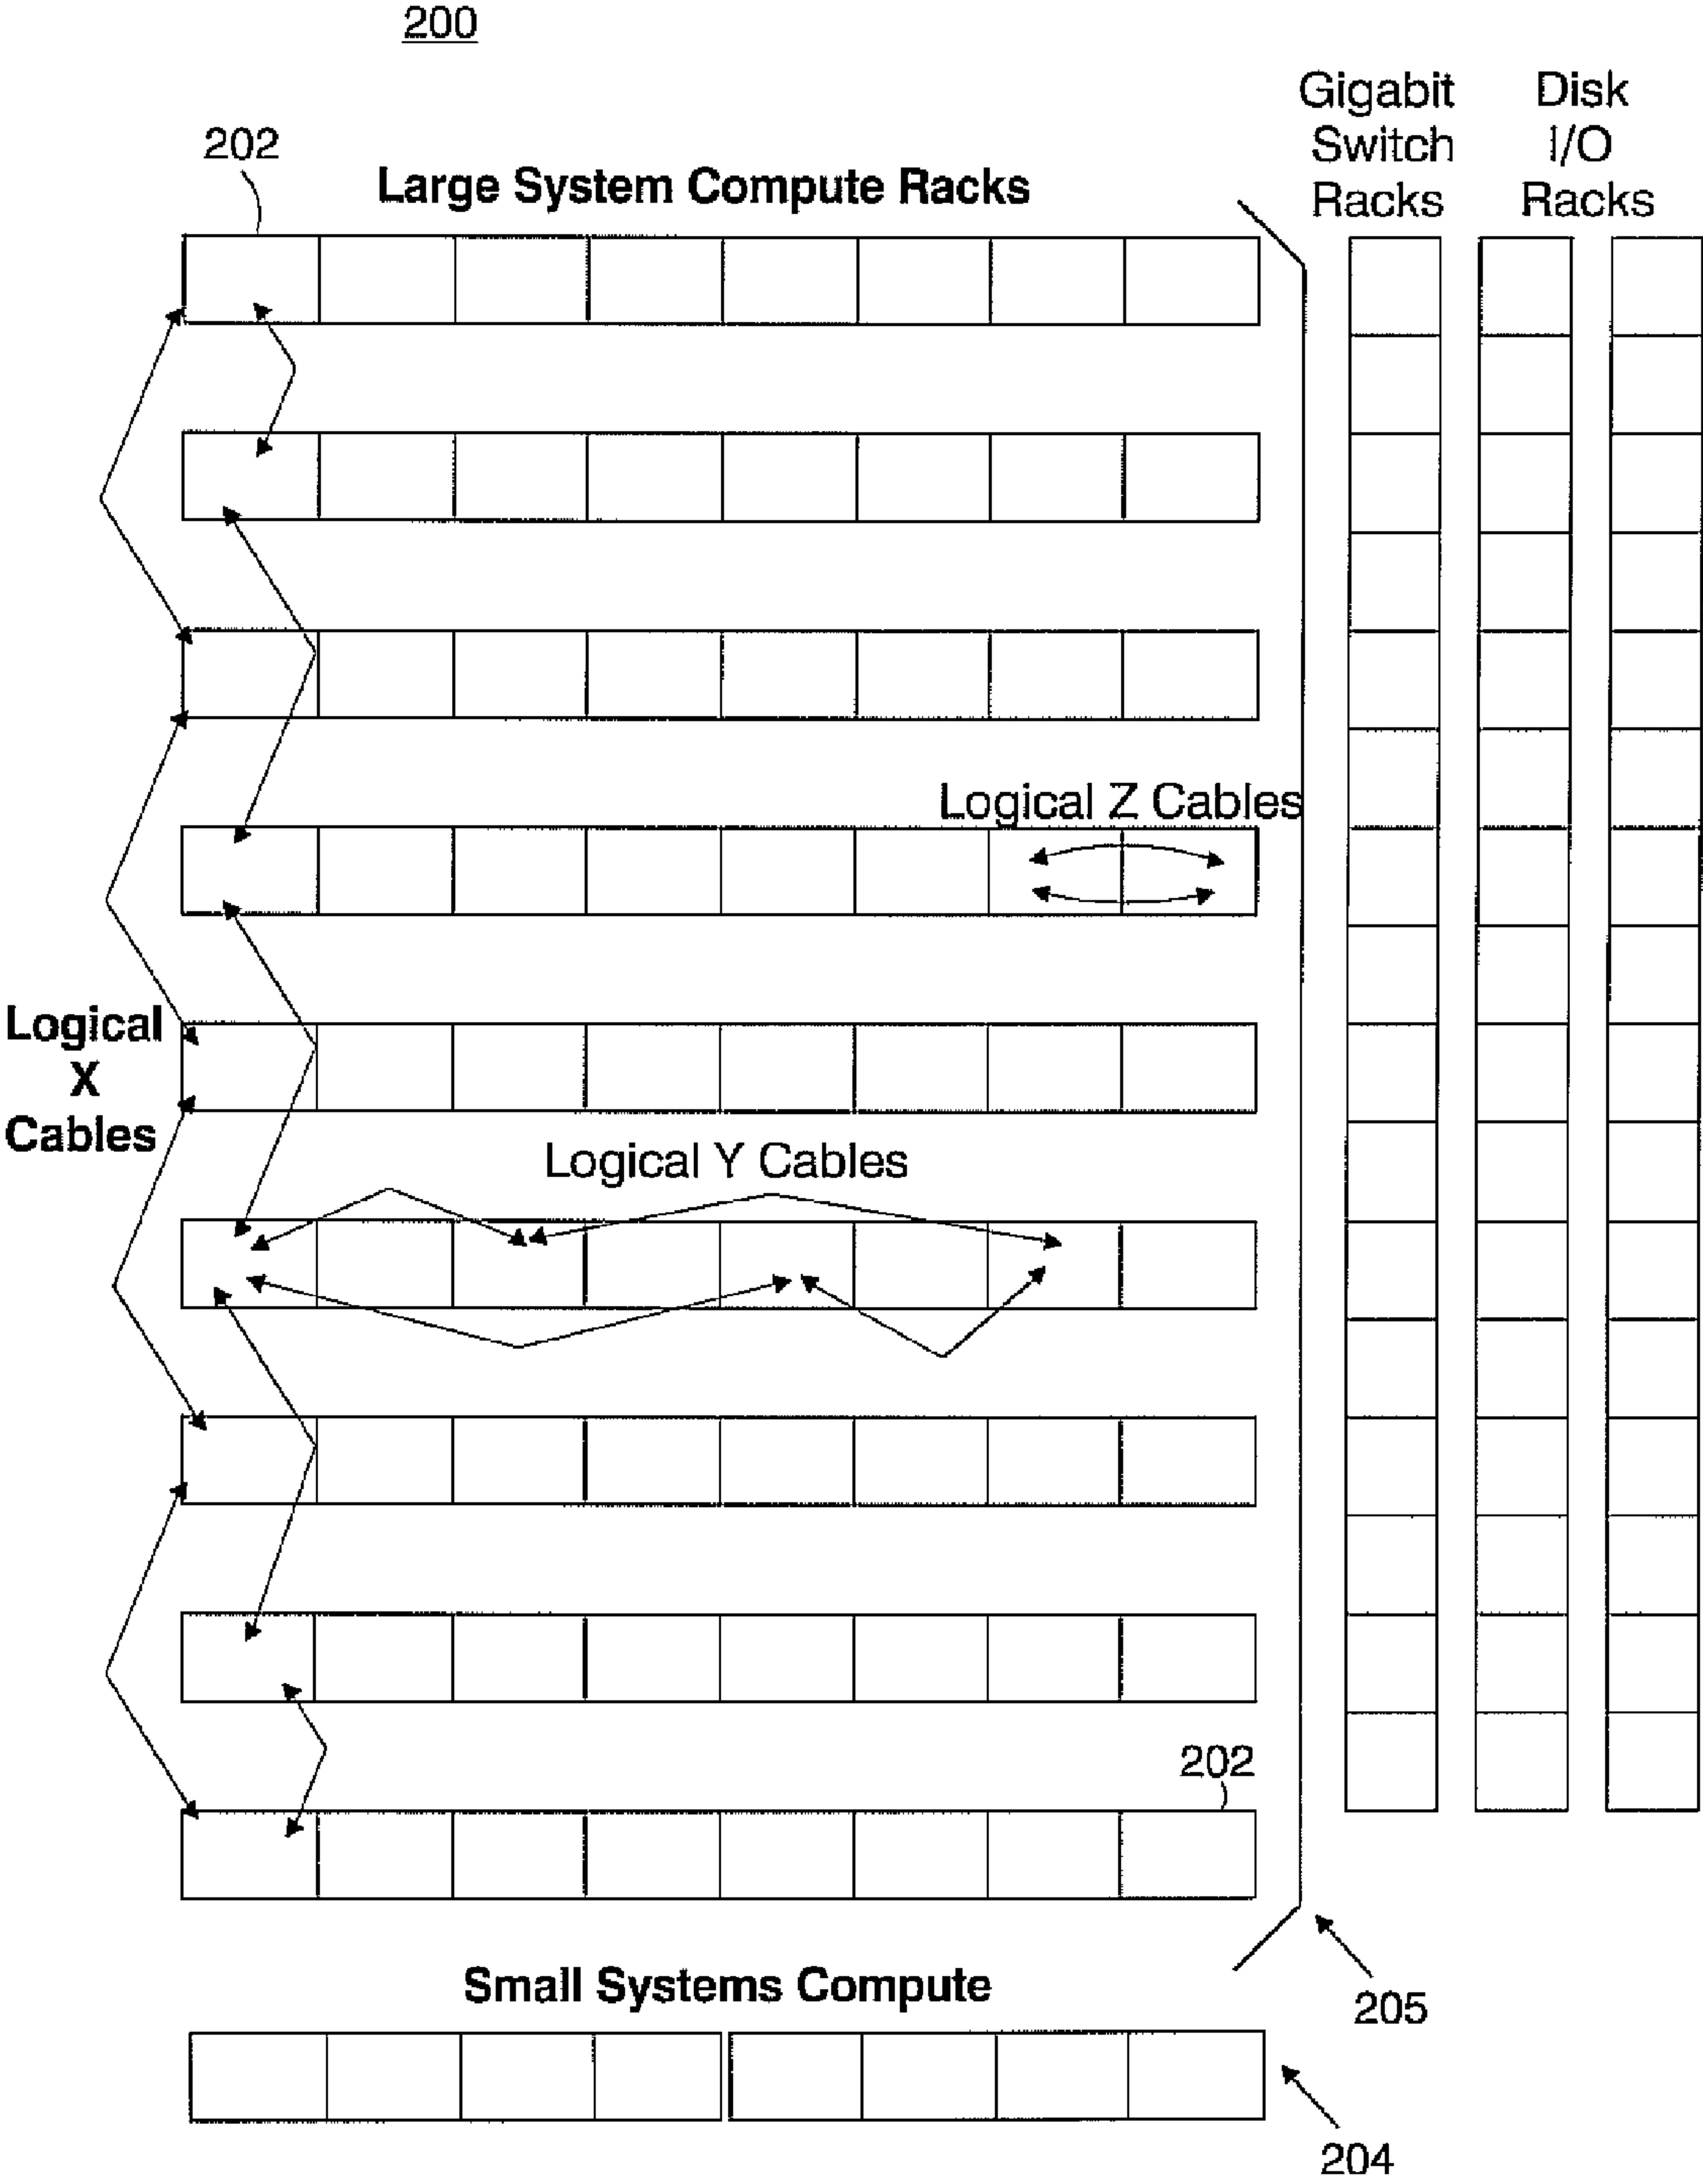 200
Gigabit
Switch
Racks
Disk
I/O
Racks
202
Large System Compute Racks
Logical Z Cables
Logical
X
Cables
Logical Y Cables
202
205
Small Systems Compute
204